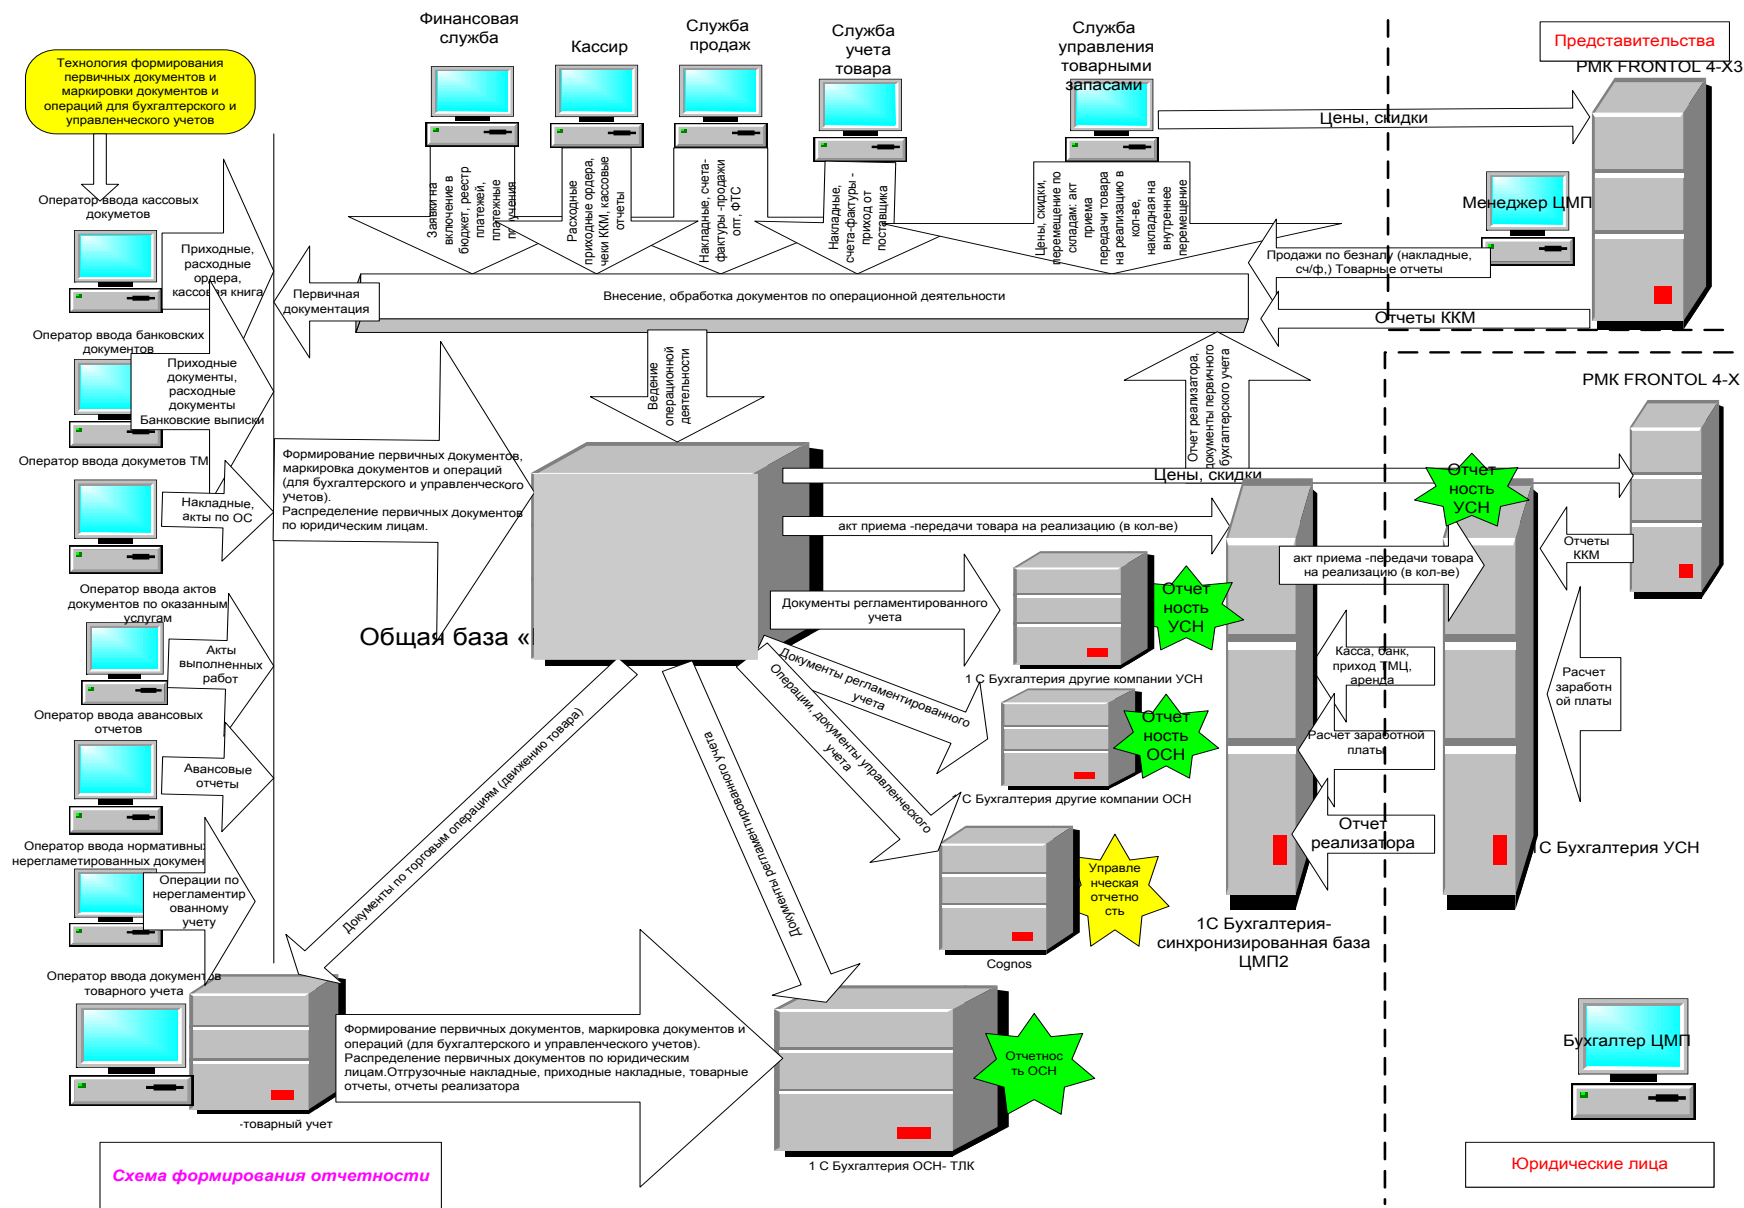 Финансовая
служба
Кассир
Служба
продаж
Служба
учета
товара
Служба
управления
товарными
запасами
Представительства
РМК FRONTOL 4-X3
Технология формирования
первичных документов и
маркировки документов и
операций для бухгалтерского и
управленческого учетов
Цены, скидки
Заявки на
включение в
бюджет, реестр
платежей,
платежные
Расходные
приходные ордера,
чеки (ККМ, кассовые
отчеты
Накладные, счета-
фактуры -продажи
опт, ФТС
Накладные,
счета-фактуры -
приход от
поставщика
Цены, скидки,
перемещение по
складам: акт
приема
передачи товара
на реализацию в
кол-ве,
накладная на
внутреннее
перемещение
Менеджер ЦМП
Продажи по безналу (накладные,
сч/ф,) Товарные отчеты
Отчеты ККМ
Оператор ввода кассовых
докуметов
Приходные,
расходные
ордера,
кассовая книга
Первичная
документация
Внесение, обработка документов по операционной деятельности
Оператор ввода банковских
документов
Приходные
документы,
расходные
документы
Банковские выписки
Ведение
операционной
деятельности
Отчет реализатора,
документы первичного
бухгалтерского учета
РМК FRONTOL 4-X
Оператор ввода докуметов ТМ
Накладные,
акты по ОС
Формирование первичных документов,
маркировка документов и операций
(для бухгалтерского и управленческого
учетов).
Распределение первичных документов
по юридическим лицам.
Цены, скидки
Отчет
ность
УСН
акт приема -передачи товара на реализацию (в кол-ве)
акт приема -передачи товара
на реализацию (в кол-ве)
Отчеты
ККМ
Оператор ввода актов
документов по оказанным
услугам
Акты
выполненных
работ
Общая база «
Документы регламентированного
учета
Отчет
ность
УСН
1 С Бухгалтерия другие компании УСН
Документы регламентированного
учета
Отчет
ность
ОСН
С Бухгалтерия другие компании ОСН
Касса, банк,
приход ТМЦ,
аренда
Расчет
заработн
ой платы
Расчет заработной
платы
Отчет
реализатора
1С Бухгалтерия УСН
Оператор ввода авансовых
отчетов
Авансовые
отчеты
Оператор ввода нормативных
нерегламетированных докумен
Операции по
нерегламентир
ованному
учету
Документы по торговым операциям (движению товара)
Документы регламентированного
учета
Операции, документы управленческого
учета
Управле
нческая
отчетно
сть
Cognos
1С Бухгалтерия-
синхронизированная база
ЦМП2
Оператор ввода документов
товарного учета
-товарный учет
Формирование первичных документов, маркировка документов и
операций (для бухгалтерского и управленческого учетов).
Распределение первичных документов по юридическим
лицам.Отгрузочные накладные, приходные накладные, товарные
отчеты, отчеты реализатора
Отчетнос
ть ОСН
1 С Бухгалтерия ОСН- ТЛК
Бухгалтер ЦМП
Схема формирования отчетности
Юридические лица